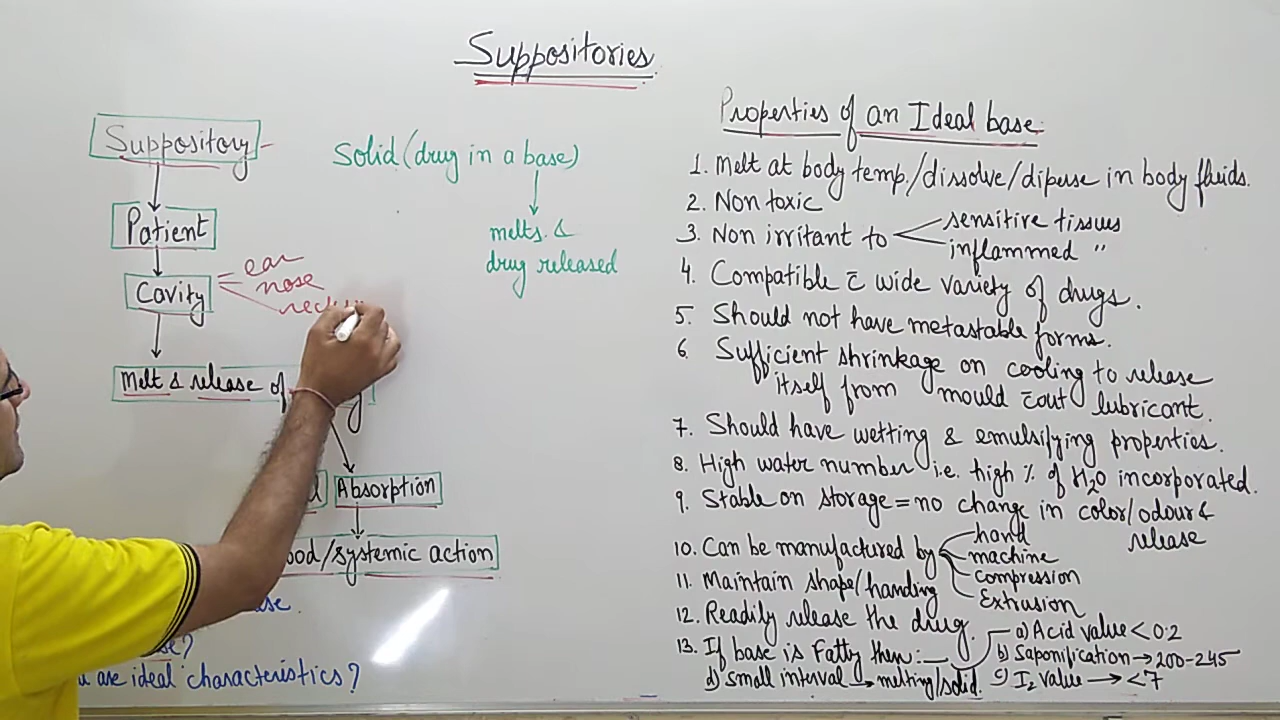 Suppositories
Suppository
Solid (drug in a base)
melts &
drug released
Patient
Cavity
ear
nose
Melt & release of
Absorption
/systemic action
are ideal characteristics?
Properties of an Ideal base
1. Melt at body temp./dissolve/diperse in body fluids.
2. Non toxic
3. Non irritant to
sensitive tissues
inflammed "
4. Compatible c̄ wide variety of drugs.
5. Should not have metastable forms.
6. Sufficient shrinkage on cooling to release
itself from mould c̄out lubricant.
7. Should have wetting & emulsifying properties.
8. High water number i.e. high % of H2O incorporated.
9. Stable on storage = no change in color/odour &
release
10. Can be manufactured by
hand
machine
compression
Extrusion
11. Maintain shape/handing
12. Readily release the drug.
13. If base is Fatty then:—
a) Acid value < 0.2
b) Saponification → 200-245
c) I2 value → < 7
d) Small interval → melting/solid.